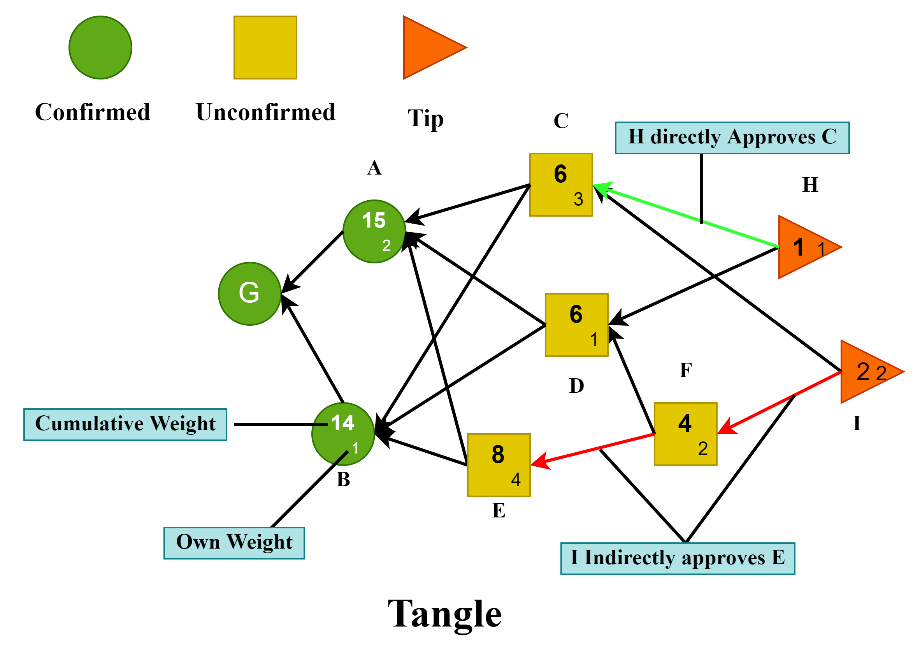 Confirmed
Unconfirmed
Tip
C
H directly Approves C
A
H
6
3
15
2
1 1
G
6
1
D
F
2 2
I
Cumulative Weight
14
1
B
4
2
8
4
E
Own Weight
I Indirectly approves E
Tangle